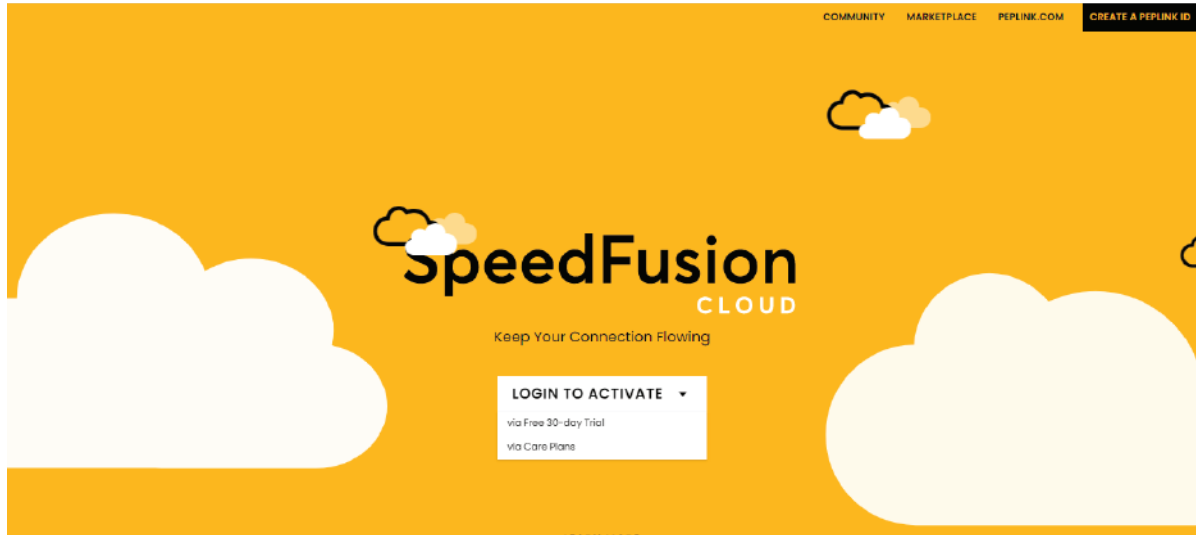 COMMUNITY MARKETPLACE PEPLINK.COM CREATE A PEPLINK ID
SpeedFusion
CLOUD
Keep Your Connection Flowing
LOGIN TO ACTIVATE
via Free 30-day Trial
via Care Plans